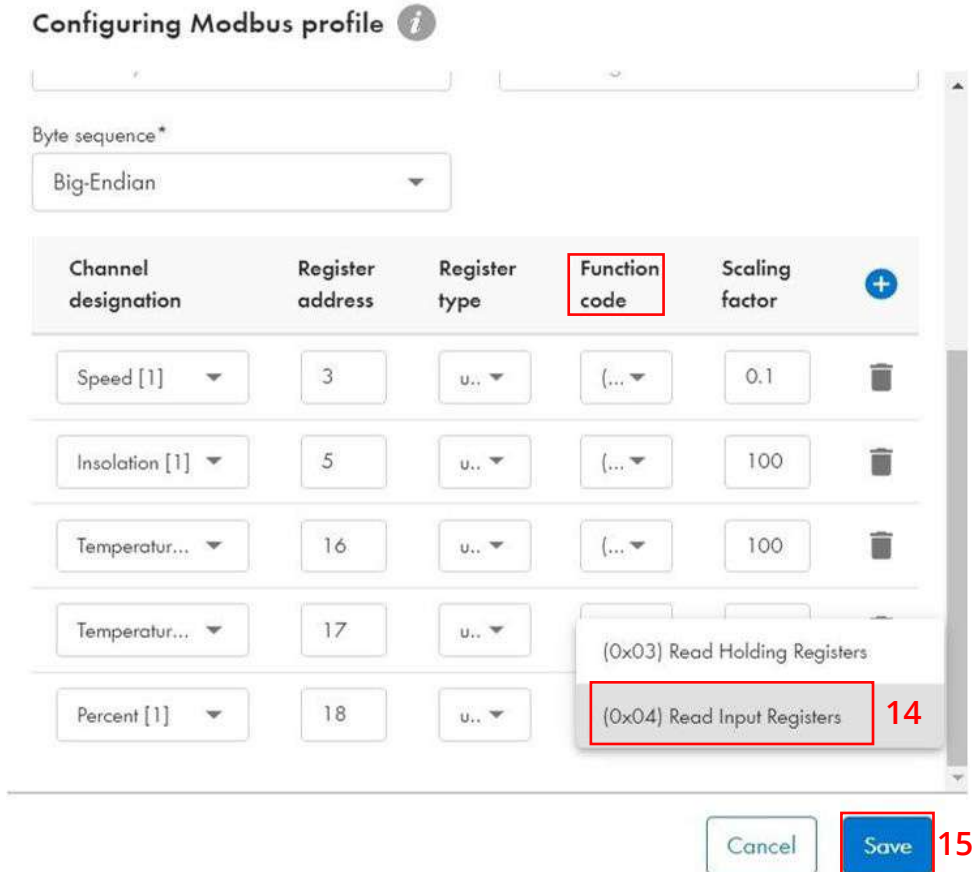 Configuring Modbus profile i
Byte sequence*
Big-Endian
Channel designation Register address Register type Function code Scaling factor
Speed [1] 3 u.. (... 0.1
Insolation [1] 5 u.. (... 100
Temperatur... 16 u.. (... 100
Temperatur... 17 u..
(0x03) Read Holding Registers
Percent [1] 18 u..
(0x04) Read Input Registers 14
Cancel Save 15